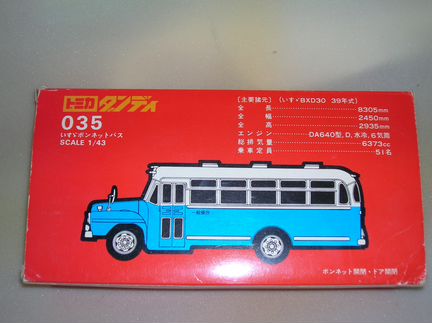 トミカ ダンディ
035
いすゞボンネットバス
SCALE 1/43
〔主要諸元〕（いすゞBXD30 39年式）
全長 8305mm
全幅 2450mm
全高 2935mm
エンジン DA640型, D, 水冷, 6気筒
総排気量 6373cc
乗車定員 51名
ボンネット開閉・ドア開閉